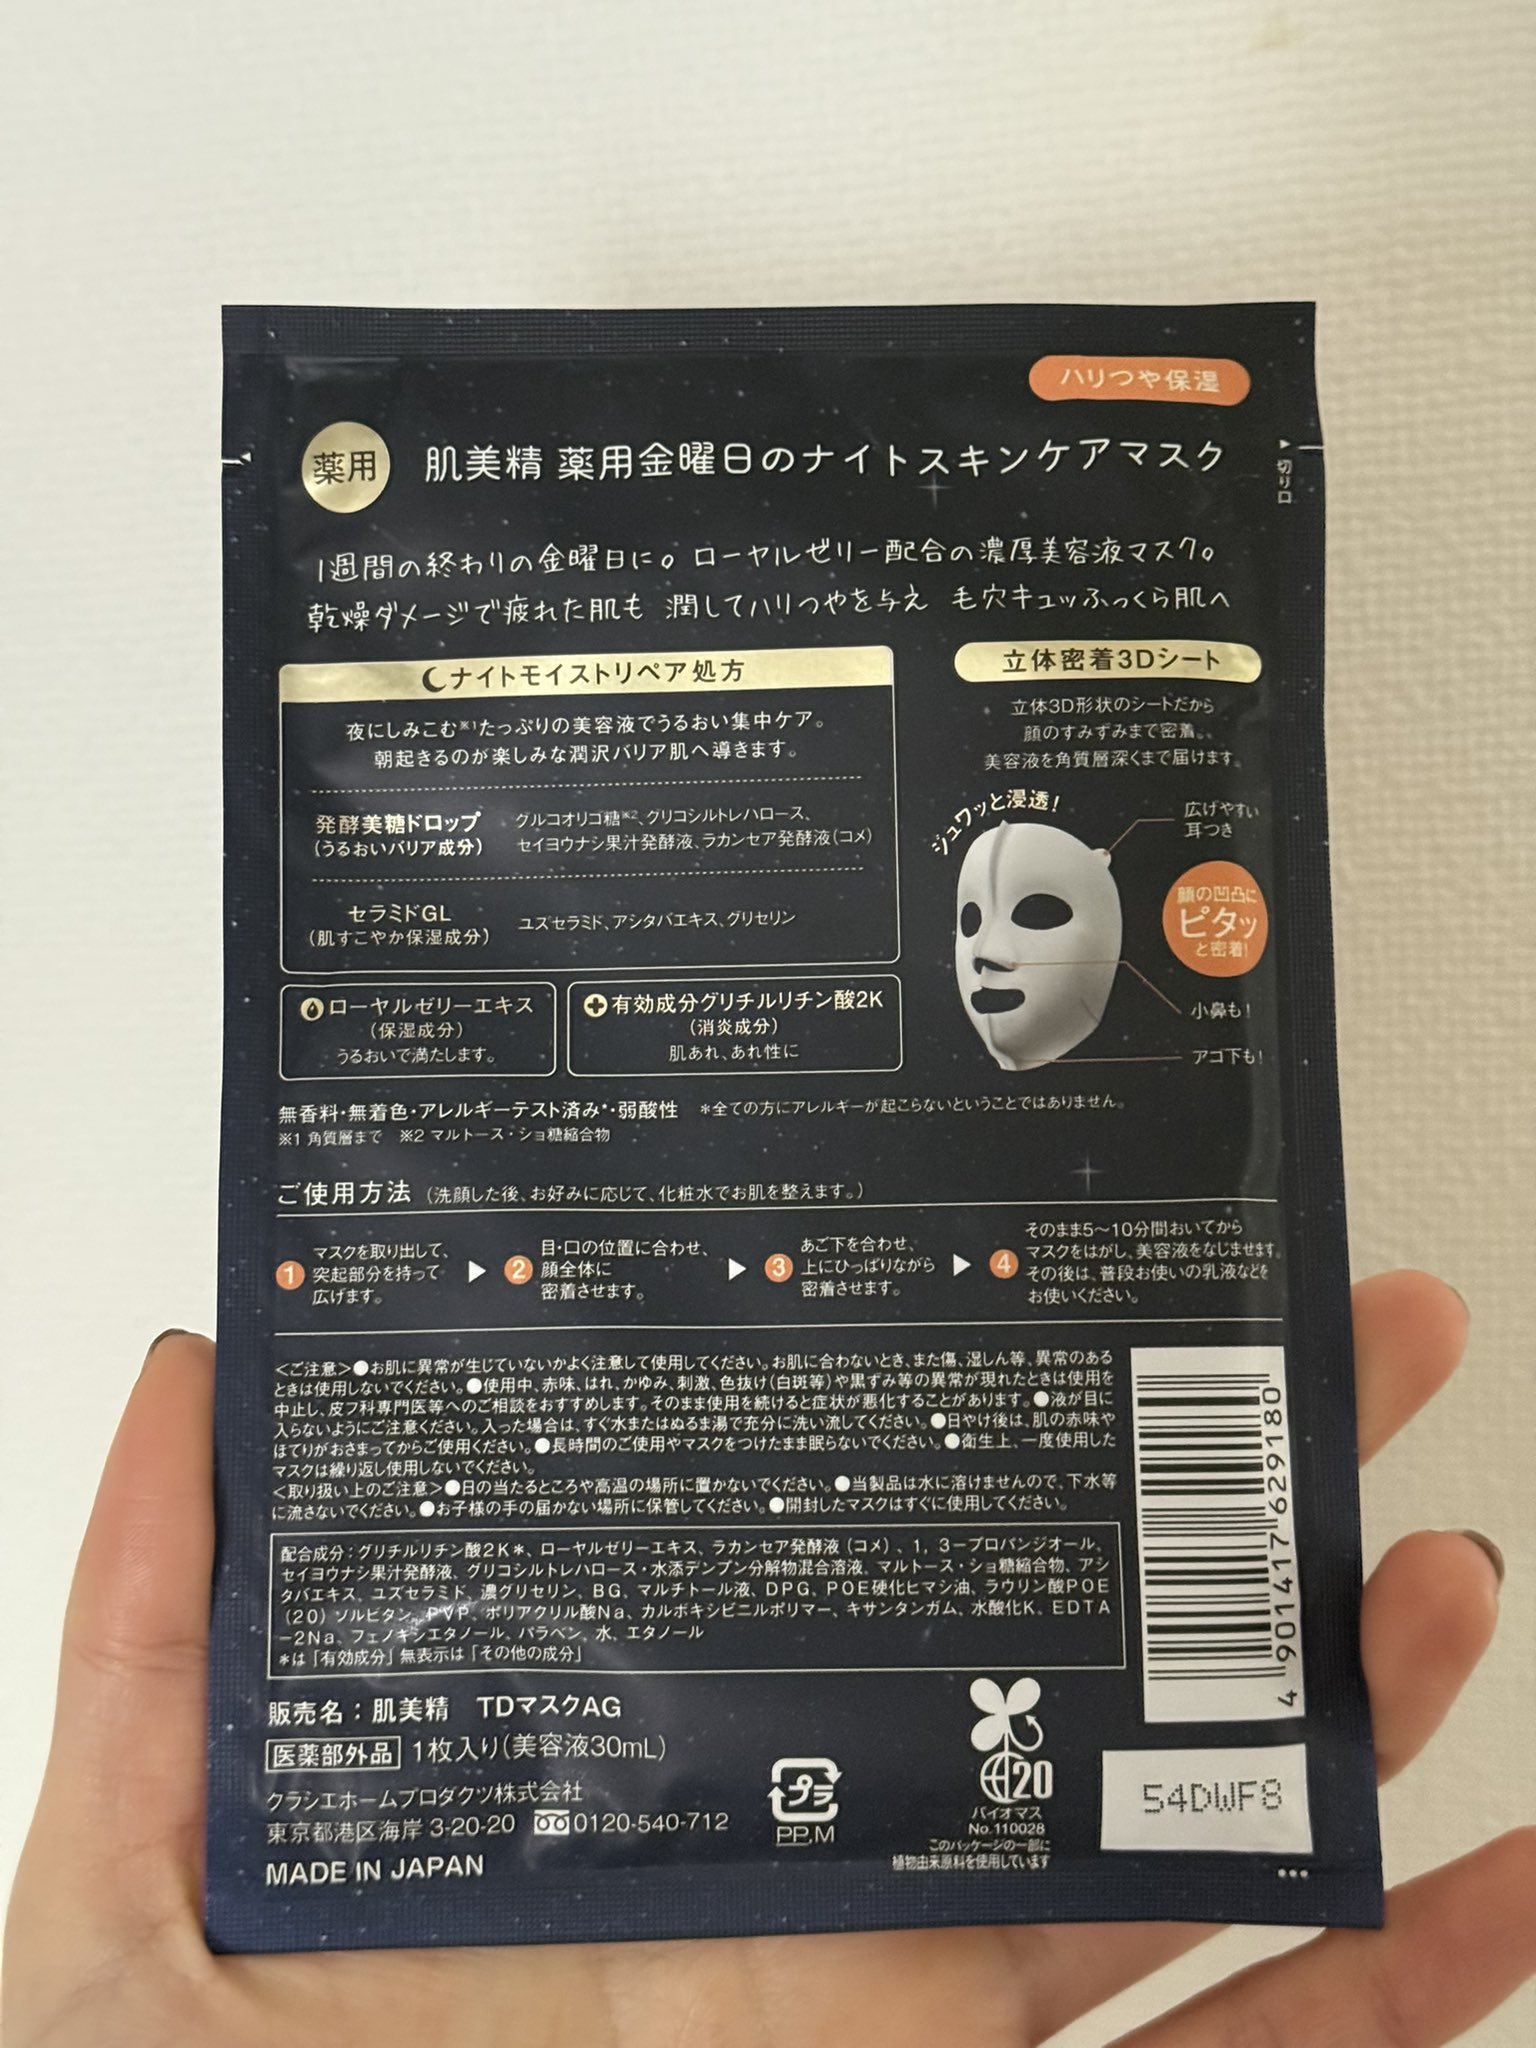 ハリつや保湿
薬用
肌美精 薬用金曜日のナイトスキンケアマスク
切り口
1週間の終わりの金曜日に。ローヤルゼリー配合の濃厚美容液マスク。
乾燥ダメージで疲れた肌も 潤してハリつやを与え 毛穴キュッふっくら肌へ
ナイトモイストリペア処方
夜にしみこむ※1たっぷりの美容液でうるおい集中ケア。
朝起きるのが楽しみな潤沢バリア肌へ導きます。
発酵美糖ドロップ
(うるおいバリア成分)
グルコオリゴ糖※2、グリコシルトレハロース、
セイヨウナシ果汁発酵液、ラカンセア発酵液(コメ)
セラミドGL
(肌すこやか保湿成分)
ユズセラミド、アシタバエキス、グリセリン
ローヤルゼリーエキス
(保湿成分)
うるおいで満たします。
有効成分グリチルリチン酸2K
(消炎成分)
肌あれ、あれ性に
立体密着3Dシート
立体3D形状のシートだから
顔のすみずみまで密着。
美容液を角質層深くまで届けます。
ジュワッと浸透!
広げやすい
耳つき
顔の凹凸に
ピタッ
と密着!
小鼻も!
アゴ下も!
無香料・無着色・アレルギーテスト済み*・弱酸性 *全ての方にアレルギーが起こらないということではありません。
※1 角質層まで ※2 マルトース・ショ糖縮合物
ご使用方法 (洗顔した後、お好みに応じて、化粧水でお肌を整えます。)
1 マスクを取り出して、
突起部分を持って
広げます。
2 目・口の位置に合わせ、
顔全体に
密着させます。
3 あご下を合わせ、
上にひっぱりながら
密着させます。
4 そのまま5〜10分間おいてから
マスクをはがし、美容液をなじませます。
その後は、普段お使いの乳液などを
お使いください。
<ご注意>●お肌に異常が生じていないかよく注意して使用してください。お肌に合わないとき、また傷、湿しん等、異常のある
ときは使用しないでください。●使用中、赤味、はれ、かゆみ、刺激、色抜け(白斑等)や黒ずみ等の異常が現れたときは使用を
中止し、皮フ科専門医等へのご相談をおすすめします。そのまま使用を続けると症状が悪化することがあります。●液が目に
入らないようにご注意ください。入った場合は、すぐ水またはぬるま湯で充分に洗い流してください。●日やけ後は、肌の赤味や
ほてりがおさまってからご使用ください。●長時間のご使用やマスクをつけたまま眠らないでください。●衛生上、一度使用した
マスクは繰り返し使用しないでください。
<取り扱い上のご注意>●日の当たるところや高温の場所に置かないでください。●当製品は水に溶けませんので、下水等
に流さないでください。●お子様の手の届かない場所に保管してください。●開封したマスクはすぐに使用してください。
配合成分:グリチルリチン酸2K*、ローヤルゼリーエキス、ラカンセア発酵液(コメ)、1,3-プロパンジオール、
セイヨウナシ果汁発酵液、グリコシルトレハロース・水添デンプン分解物混合溶液、マルトース・ショ糖縮合物、アシ
タバエキス、ユズセラミド、濃グリセリン、BG、マルチトール液、DPG、POE硬化ヒマシ油、ラウリン酸POE
(20)ソルビタン、PVP、ポリアクリル酸Na、カルボキシビニルポリマー、キサンタンガム、水酸化K、EDTA
-2Na、フェノキシエタノール、パラベン、水、エタノール
*は「有効成分」無表示は「その他の成分」
4 901417 629180
販売名:肌美精 TDマスクAG
医薬部外品 1枚入り(美容液30mL)
クラシエホームプロダクツ株式会社
東京都港区海岸 3-20-20 0120-540-712
MADE IN JAPAN
プラ
PP,M
20
バイオマス
No.110028
このパッケージの一部に
植物由来原料を使用しています
54DWF8